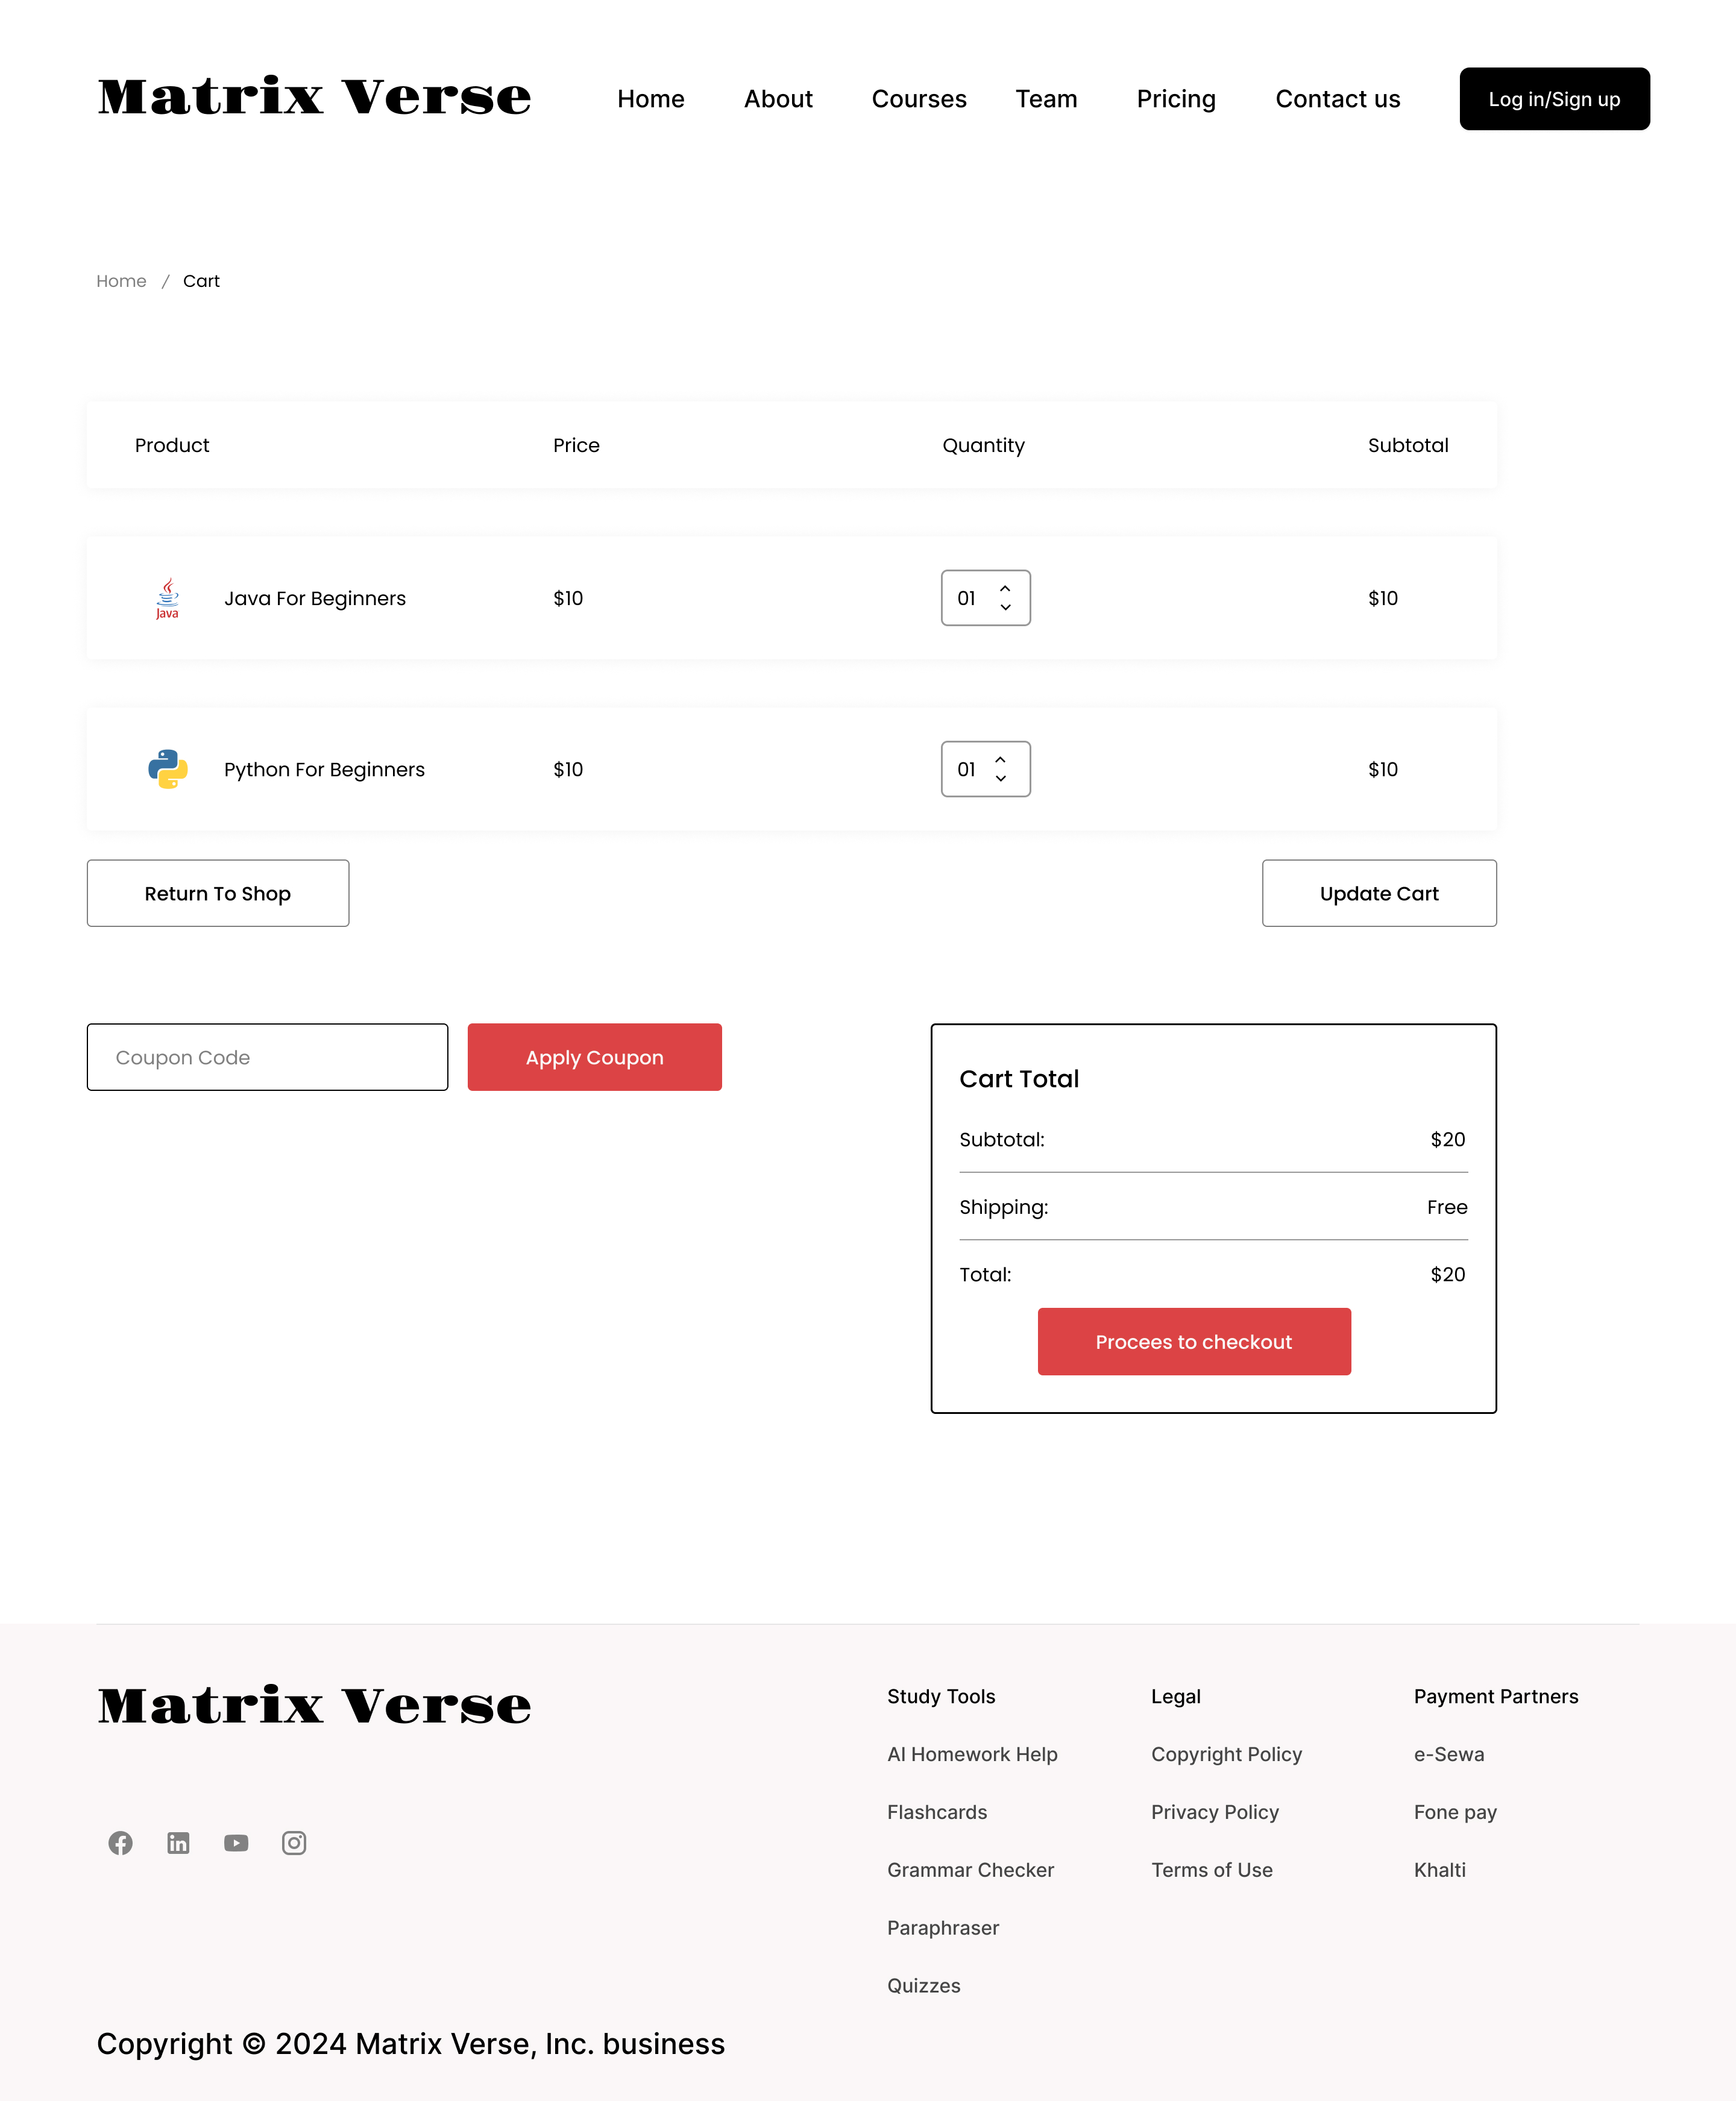 Matrix Verse Home About Courses Team Pricing Contact us Log in/Sign up
Home / Cart
Product Price Quantity Subtotal
Java Java For Beginners $10 01 $10
Python For Beginners $10 01 $10
Return To Shop Update Cart
Coupon Code Apply Coupon
Cart Total
Subtotal: $20
Shipping: Free
Total: $20
Procees to checkout
Matrix Verse
Study Tools Legal Payment Partners
AI Homework Help Copyright Policy e-Sewa
Flashcards Privacy Policy Fone pay
Grammar Checker Terms of Use Khalti
Paraphraser
Quizzes
Copyright © 2024 Matrix Verse, Inc. business